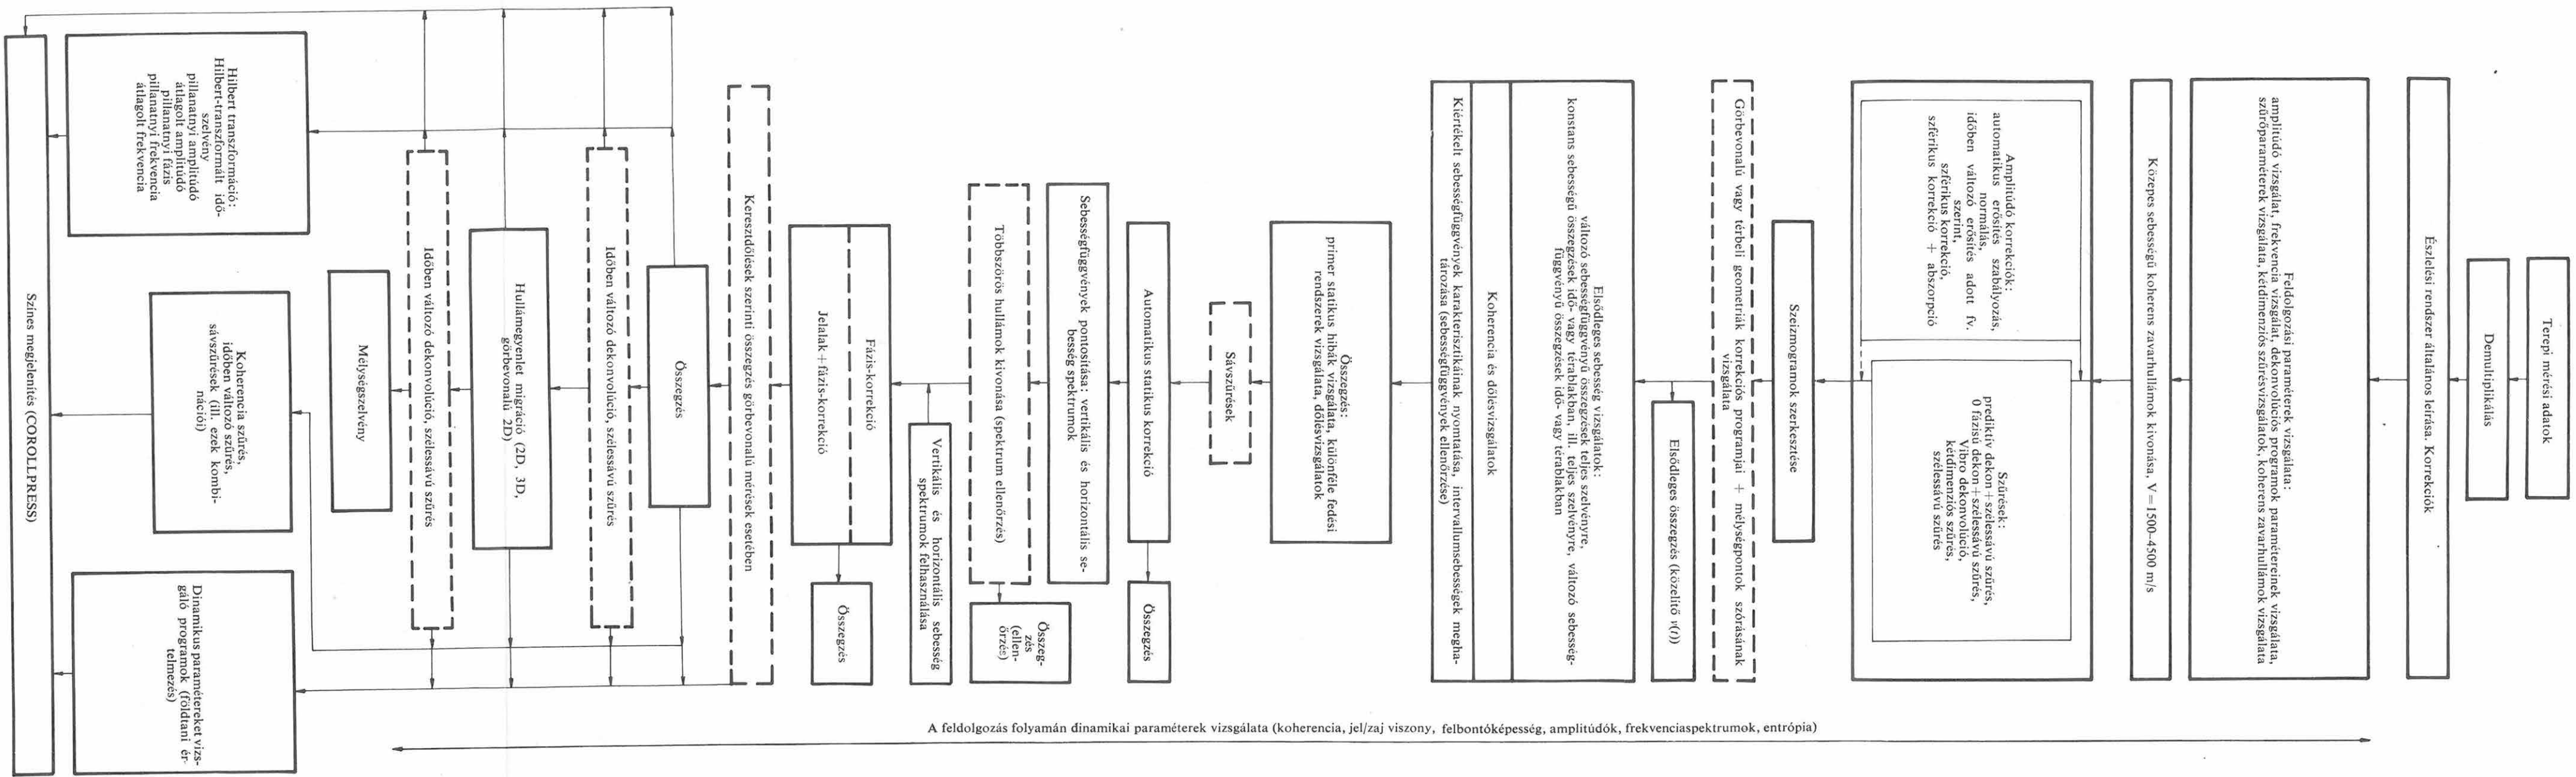 Terepi mérési adatok
Demultiplikálás
Észlelési rendszer általános leírása. Korrekciók
Feldolgozási paraméterek vizsgálata:
amplitúdó vizsgálat, frekvencia vizsgálat, dekonvolúciós programok paramétereinek vizsgálata,
szűrőparaméterek vizsgálata, kétdimenziós szűrésvizsgálatok, koherens zavarhullámok vizsgálata
Közepes sebességű koherens zavarhullámok kivonása, V=1500-4500 m/s
Amplitúdó korrekciók:
automatikus erősítés szabályozás,
normálás,
időben változó erősítés adott fv.
szerint,
szférikus korrekció,
szférikus korrekció + abszorpció
Szűrések:
prediktív dekon+szélessávú szűrés,
0 fázisú dekon+szélessávú szűrés,
Vibro dekonvolúció,
kétdimenziós szűrés,
szélessávú szűrés
Szeizmogramok szerkesztése
Görbevonalú vagy térbeli geometriák korrekciós programjai + mélységpontok szórásának
vizsgálata
Elsődleges összegzés (közelítő v(t))
Elsődleges sebesség vizsgálatok:
változó sebességfüggvényű összegzések teljes szelvényre,
konstans sebességű összegzések idő- vagy térablakban, ill. teljes szelvényre, változó sebesség-
függvényű összegzések idő- vagy térablakban
Koherencia és dőlésvizsgálatok
Kiértékelt sebességfüggvények karakterisztikáinak nyomtatása, intervallumsebességek megha-
tározása (sebességfüggvények ellenőrzése)
Összegzés:
primer statikus hibák vizsgálata, különféle fedési
rendszerek vizsgálata, dőlésvizsgálatok
Sávszűrések
Automatikus statikus korrekció
Összegzés
Sebességfüggvények pontosítása: vertikális és horizontális se-
besség spektrumok
Többszörös hullámok kivonása (spektrum ellenőrzés)
Összeg-
zés
(ellen-
őrzés)
Vertikális és horizontális sebesség
spektrumok felhasználása
Fázis-korrekció
Jelalak+fázis-korrekció
Összegzés
Keresztdőlések szerinti összegzés görbevonalú mérések esetében
Összegzés
Időben változó dekonvolúció, szélessávú szűrés
Hullámegyenlet migráció (2D, 3D,
görbevonalú 2D)
Időben változó dekonvolúció, szélessávú szűrés
Mélységszelvény
Hilbert transzformáció:
Hilbert-transzformált idő-
szelvény
pillanatnyi amplitúdó
átlagolt amplitúdó
pillanatnyi fázis
pillanatnyi frekvencia
átlagolt frekvencia
Koherencia szűrés,
időben változó szűrés,
sávszűrések (ill. ezek kombi-
nációi)
Dinamikus paramétereket vizs-
gáló programok (földtani ér-
telmezés)
Színes megjelenítés (COROLLPRESS)
A feldolgozás folyamán dinamikai paraméterek vizsgálata (koherencia, jel/zaj viszony, felbontóképesség, amplitúdók, frekvenciaspektrumok, entrópia)